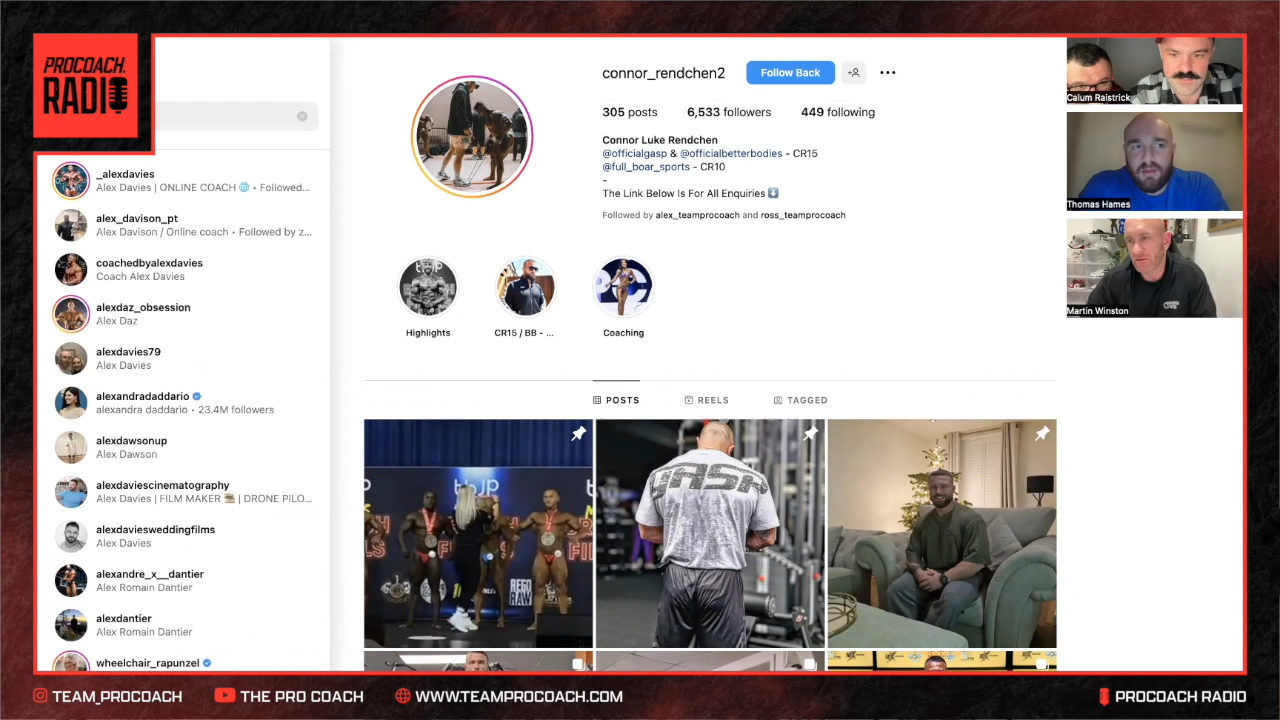 PROCOACH.
RADIO
_alexdavies
Alex Davies | ONLINE COACH 🌐 • Followed...
alex_davison_pt
Alex Davison / Online coach • Followed by z...
coachedbyalexdavies
Coach Alex Davies
alexdaz_obsession
Alex Daz
alexdavies79
Alex Davies
alexandradaddario
alexandra daddario • 23.4M followers
alexdawsonup
Alex Dawson
alexdaviescinematography
Alex Davies | FILM MAKER 🎬 | DRONE PILO...
alexdaviesweddingfilms
Alex Davies
alexandre_x__dantier
Alex Romain Dantier
alexdantier
Alex Romain Dantier
wheelchair_rapunzel
connor_rendchen2
Follow Back
305 posts 6,533 followers 449 following
Connor Luke Rendchen
@officialgasp & @officialbetterbodies - CR15
@full_boar_sports - CR10
-
The Link Below Is For All Enquiries ⬇️
Followed by alex_teamprocoach and ross_teamprocoach
Highlights
CR15 / BB - ...
Coaching
POSTS
REELS
TAGGED
GASP
REGO
RAW
Calum Raistrick
Thomas Hames
Martin Winston
TEAM_PROCOACH
THE PRO COACH
WWW.TEAMPROCOACH.COM
PROCOACH RADIO